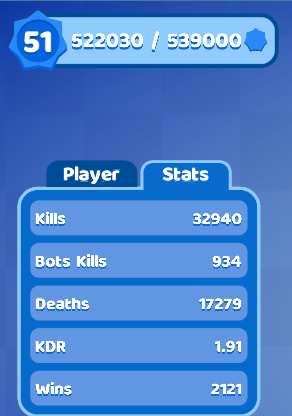 51 522030 / 539000
Player Stats
Kills 32940
Bots Kills 934
Deaths 17279
KDR 1.91
Wins 2121